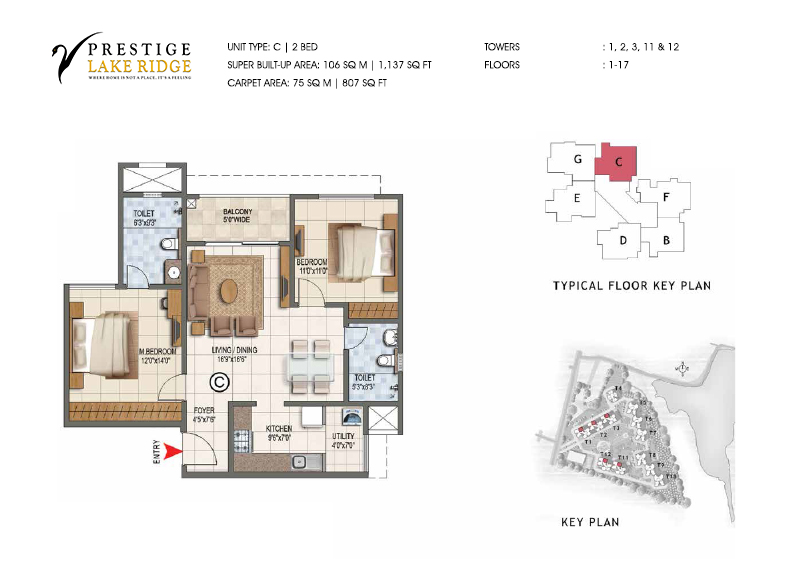 PRESTIGE
LAKE RIDGE
WHERE HOME IS NOT A PLACE, IT'S A FEELING
UNIT TYPE: C | 2 BED
SUPER BUILT-UP AREA: 106 SQ M | 1,137 SQ FT
CARPET AREA: 75 SQ M | 807 SQ FT
TOWERS : 1, 2, 3, 11 & 12
FLOORS : 1-17
TOILET
BALCONY
5'0"WIDE
BEDROOM
11'0"x11'0"
M.BEDROOM
12'0"x14'0"
LIVING / DINING
16'9"x16'6"
TOILET
5'3"x8'3"
C
FOYER
4'5"x7'6"
KITCHEN
9'6"x7'0"
UTILITY
4'0"x7'0"
ENTRY
G
C
E
F
D
B
TYPICAL FLOOR KEY PLAN
T4
T5
T6
T3
T7
T2
T1
T8
T12
T11
T9
T10
KEY PLAN